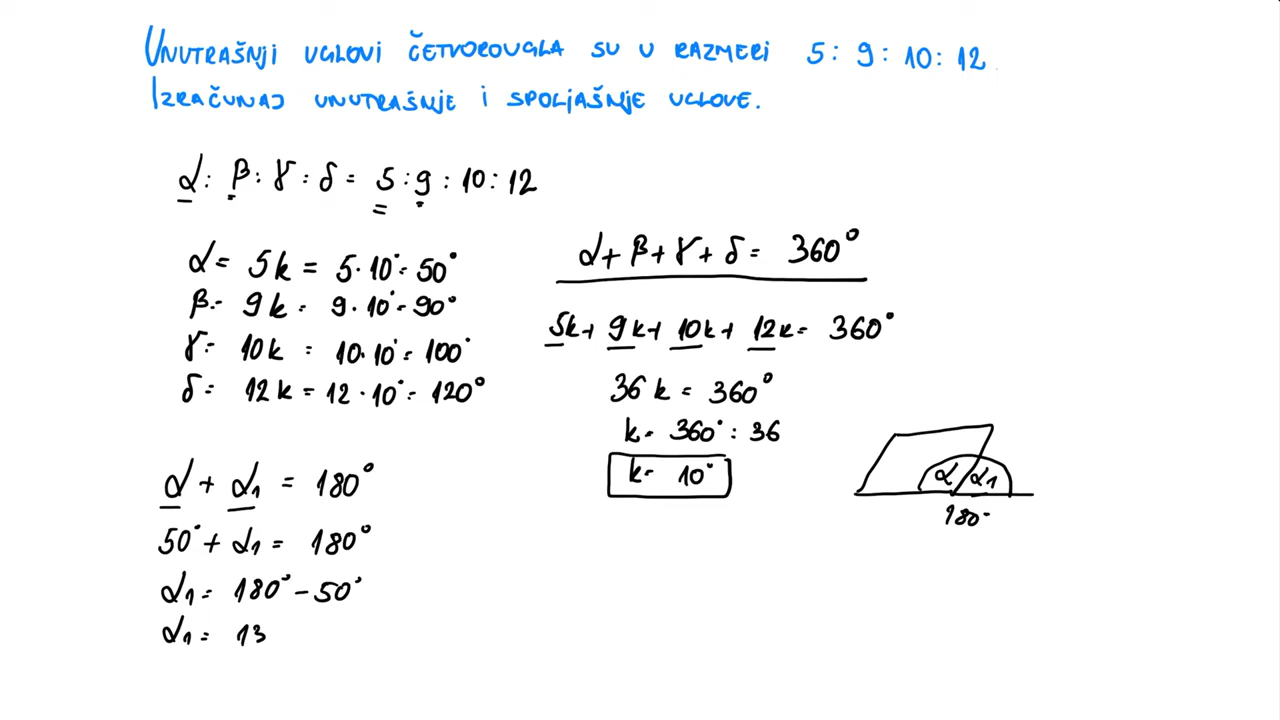 UNUTRAŠNJI UGLOVI ČETVOROUGLA SU U RAZMERI 5:9:10:12
IZRAČUNAJ UNUTRAŠNJE I SPOLJAŠNJE UGLOVE.
α:β:γ:δ = 5:9:10:12
α = 5k = 5·10° = 50°
β = 9k = 9·10° = 90°
γ = 10k = 10·10° = 100°
δ = 12k = 12·10° = 120°
α+β+γ+δ = 360°
5k+9k+10k+12k = 360°
36k = 360°
k = 360° : 36
k = 10°
α α1
180°
α + α1 = 180°
50° + α1 = 180°
α1 = 180° - 50°
α1 = 13